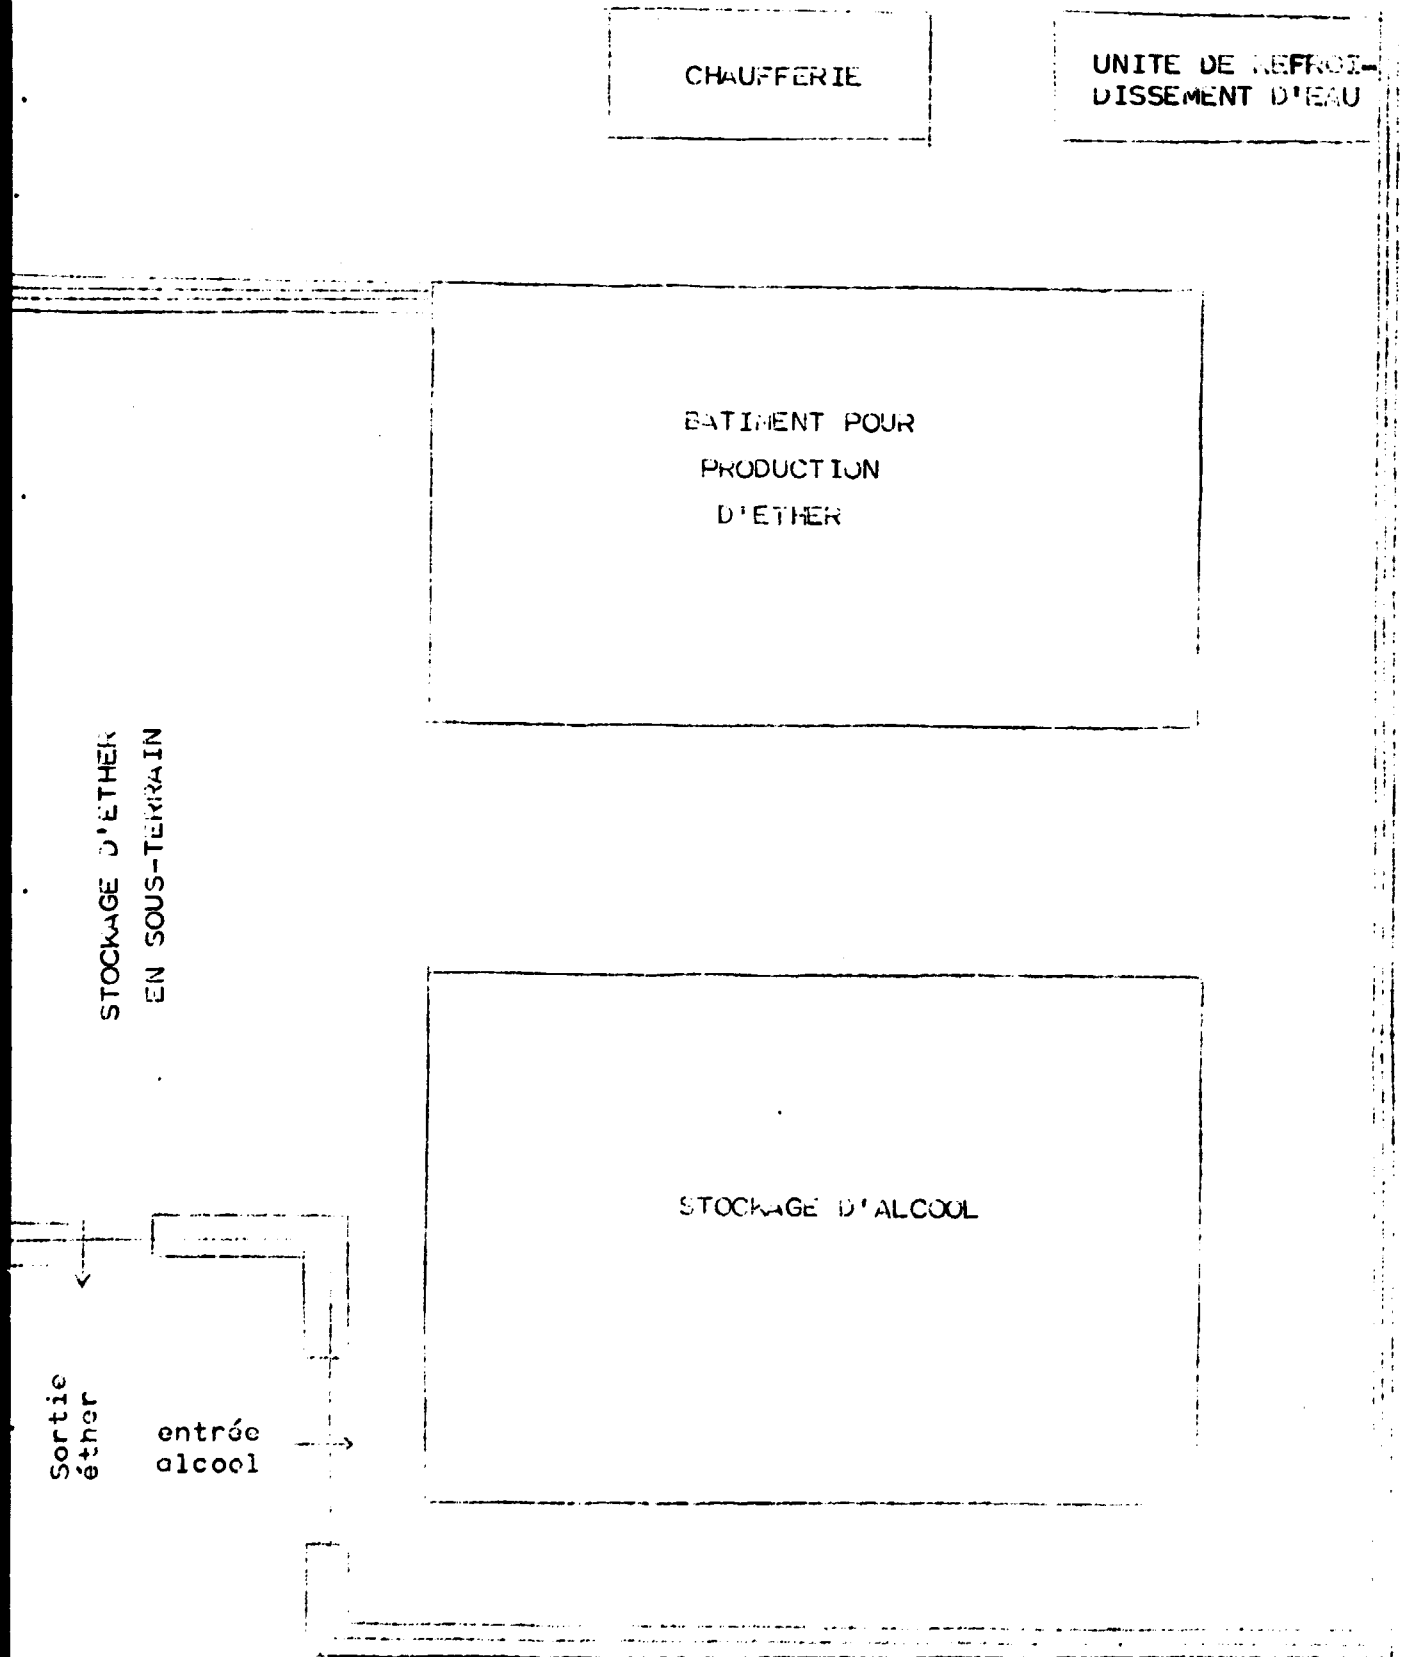 CHAUFFERIE
UNITE DE REFROI-
DISSEMENT D'EAU
BATIMENT POUR
PRODUCTION
D'ETHER
STOCKAGE D'ETHER
EN SOUS-TERRAIN
STOCKAGE D'ALCOOL
Sortie
éther
entrée
alcool